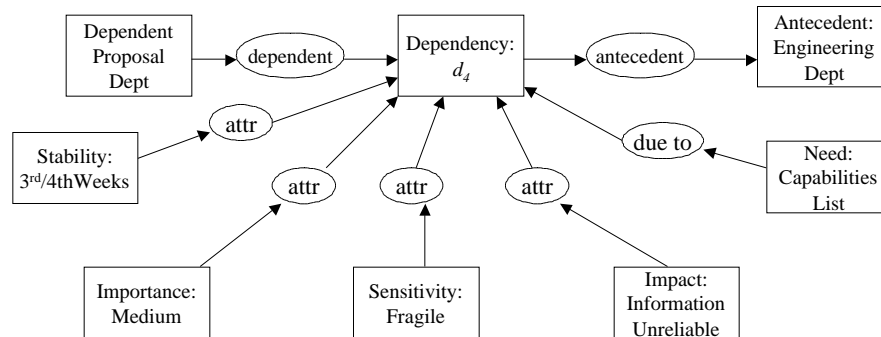 Dependent
Proposal
Dept
dependent
Dependency:
d4
antecedent
Antecedent:
Engineering
Dept
attr
due to
Stability:
3rd/4thWeeks
attr
attr
attr
Need:
Capabilities
List
Importance:
Medium
Sensitivity:
Fragile
Impact:
Information
Unreliable